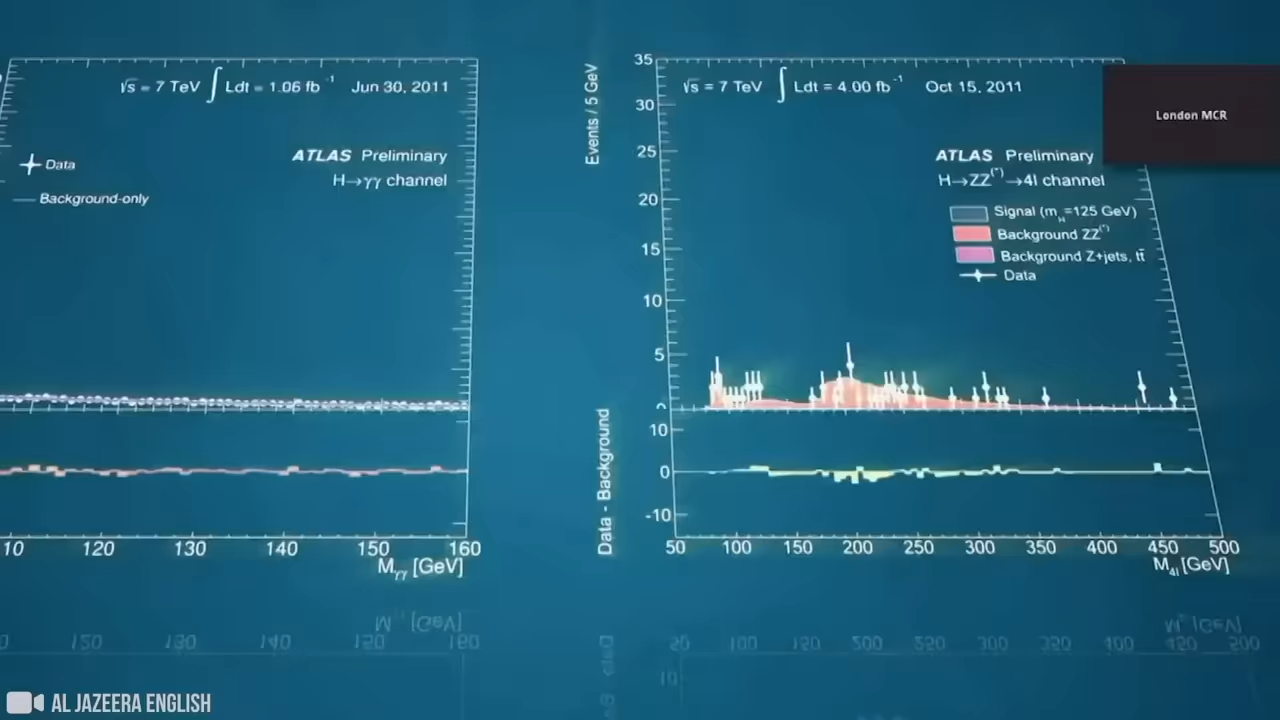 √s = 7 TeV ∫ Ldt = 1.06 fb⁻¹ Jun 30, 2011
ATLAS Preliminary
H→γγ channel
Data
Background-only
10 120 130 140 150 160
Mγγ [GeV]
Events / 5 GeV
35
30
25
20
15
10
5
0
√s = 7 TeV ∫ Ldt = 4.00 fb⁻¹ Oct 15, 2011
ATLAS Preliminary
H→ZZ(*)→4l channel
Signal (mH=125 GeV)
Background ZZ(*)
Background Z+jets, tt̄
Data
Data - Background
10
0
-10
50 100 150 200 250 300 350 400 450 500
M4l [GeV]
London MCR
AL JAZEERA ENGLISH